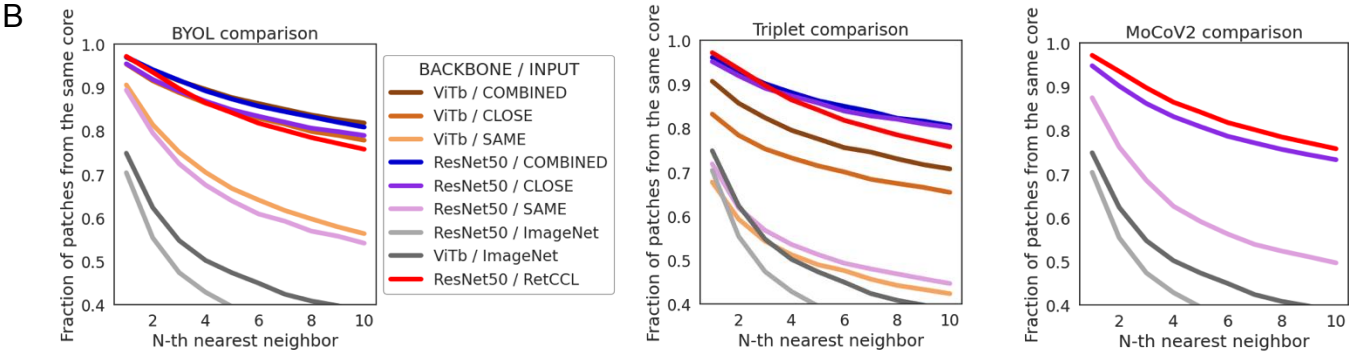 B
BYOL comparison
Fraction of patches from the same core
1.0
0.9
0.8
0.7
0.6
0.5
0.4
2
4
6
8
10
N-th nearest neighbor
BACKBONE / INPUT
ViTb / COMBINED
ViTb / CLOSE
ViTb / SAME
ResNet50 / COMBINED
ResNet50 / CLOSE
ResNet50 / SAME
ResNet50 / ImageNet
ViTb / ImageNet
ResNet50 / RetCCL
Triplet comparison
Fraction of patches from the same core
1.0
0.9
0.8
0.7
0.6
0.5
0.4
2
4
6
8
10
N-th nearest neighbor
MoCoV2 comparison
Fraction of patches from the same core
1.0
0.9
0.8
0.7
0.6
0.5
0.4
2
4
6
8
10
N-th nearest neighbor